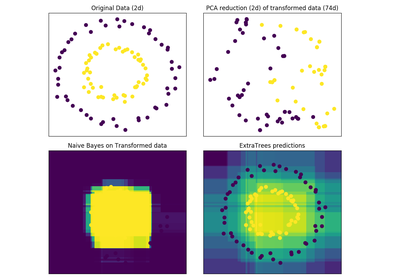 Original Data (2d)
PCA reduction (2d) of transformed data (74d)
Naive Bayes on Transformed data
ExtraTrees predictions